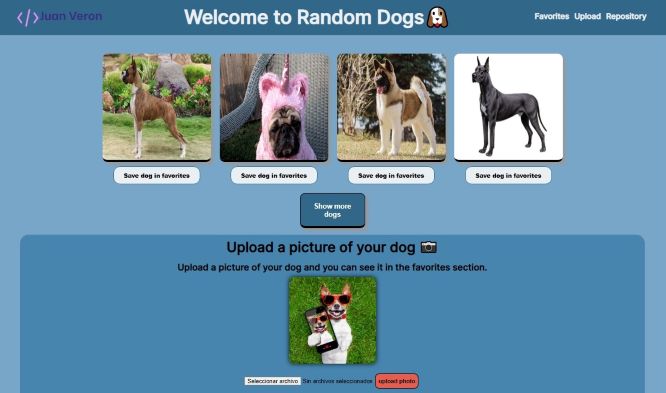 </>Juan Veron
Welcome to Random Dogs
Favorites Upload Repository
Save dog in favorites
Save dog in favorites
Save dog in favorites
Save dog in favorites
Show more
dogs
Upload a picture of your dog
Upload a picture of your dog and you can see it in the favorites section.
Seleccionar archivo Sin archivos seleccionados upload photo